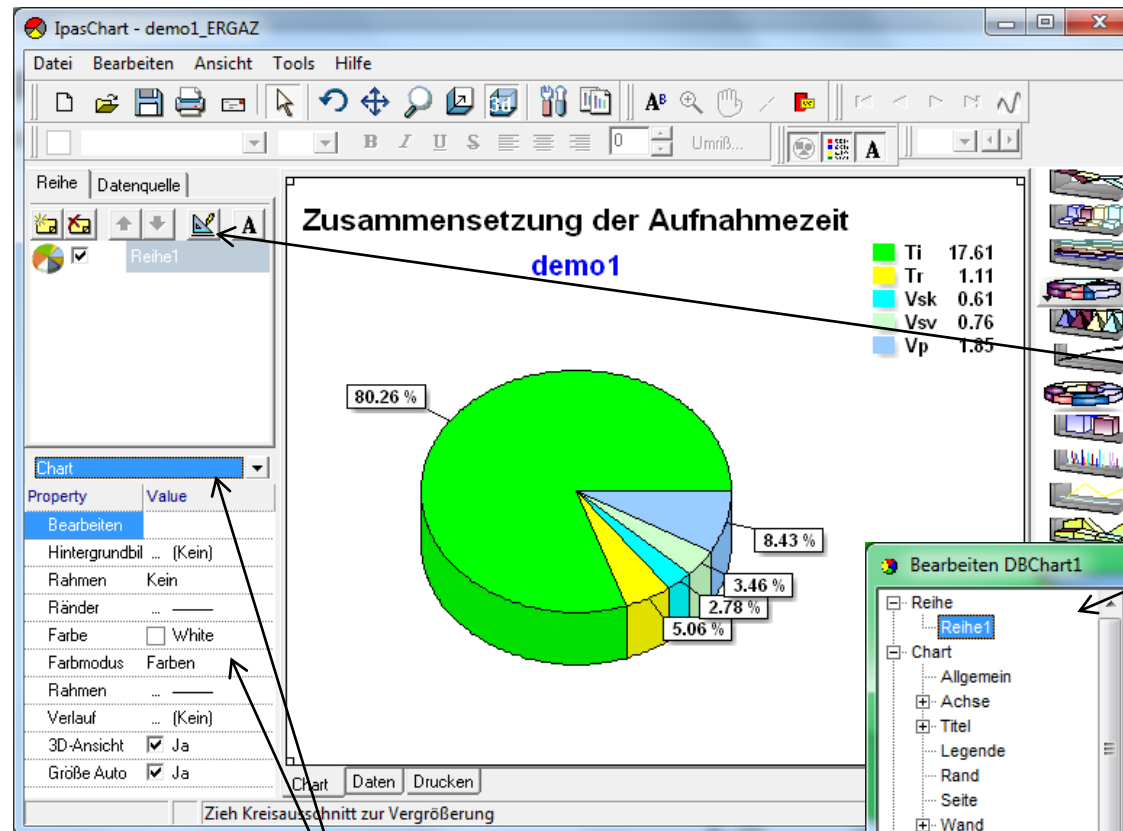 IpasChart - demo1_ERGAZ
Datei Bearbeiten Ansicht Tools Hilfe
3d A B
B I U S 0 Umriß... A
Reihe Datenquelle
A
Reihe1
Zusammensetzung der Aufnahmezeit
demo1
Ti 17.61
Tr 1.11
Vsk 0.61
Vsv 0.76
Vp 1.85
80.26 %
8.43 %
3.46 %
2.78 %
5.06 %
Chart
Property Value
Bearbeiten
Hintergrundbil ... (Kein)
Rahmen Kein
Ränder ...
Farbe White
Farbmodus Farben
Rahmen ...
Verlauf ... (Kein)
3D-Ansicht Ja
Größe Auto Ja
Chart Daten Drucken
Zieh Kreisausschnitt zur Vergrößerung
Bearbeiten DBChart1
Reihe
Reihe1
Chart
Allgemein
Achse
Titel
Legende
Rand
Seite
Wand